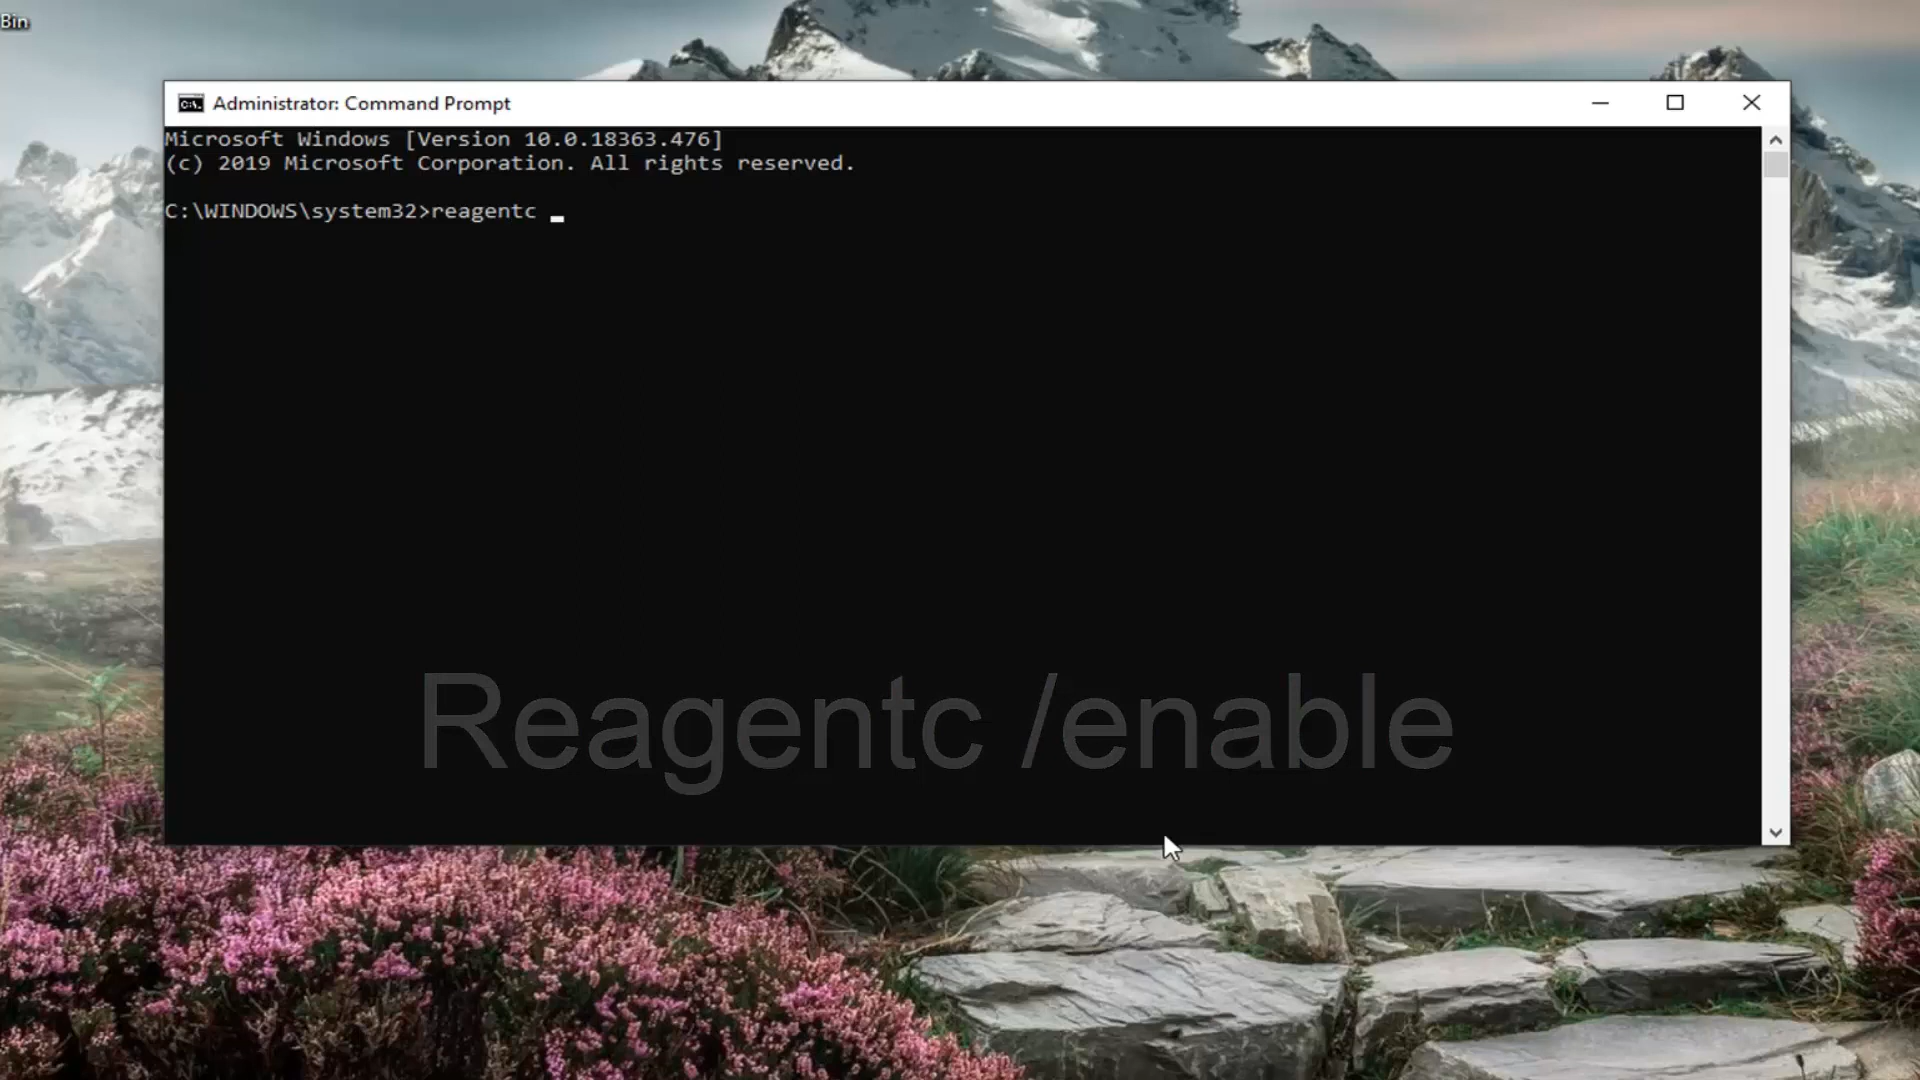 Bin
Administrator: Command Prompt
Microsoft Windows [Version 10.0.18363.476]
(c) 2019 Microsoft Corporation. All rights reserved.
C:\WINDOWS\system32>reagentc
Reagentc /enable